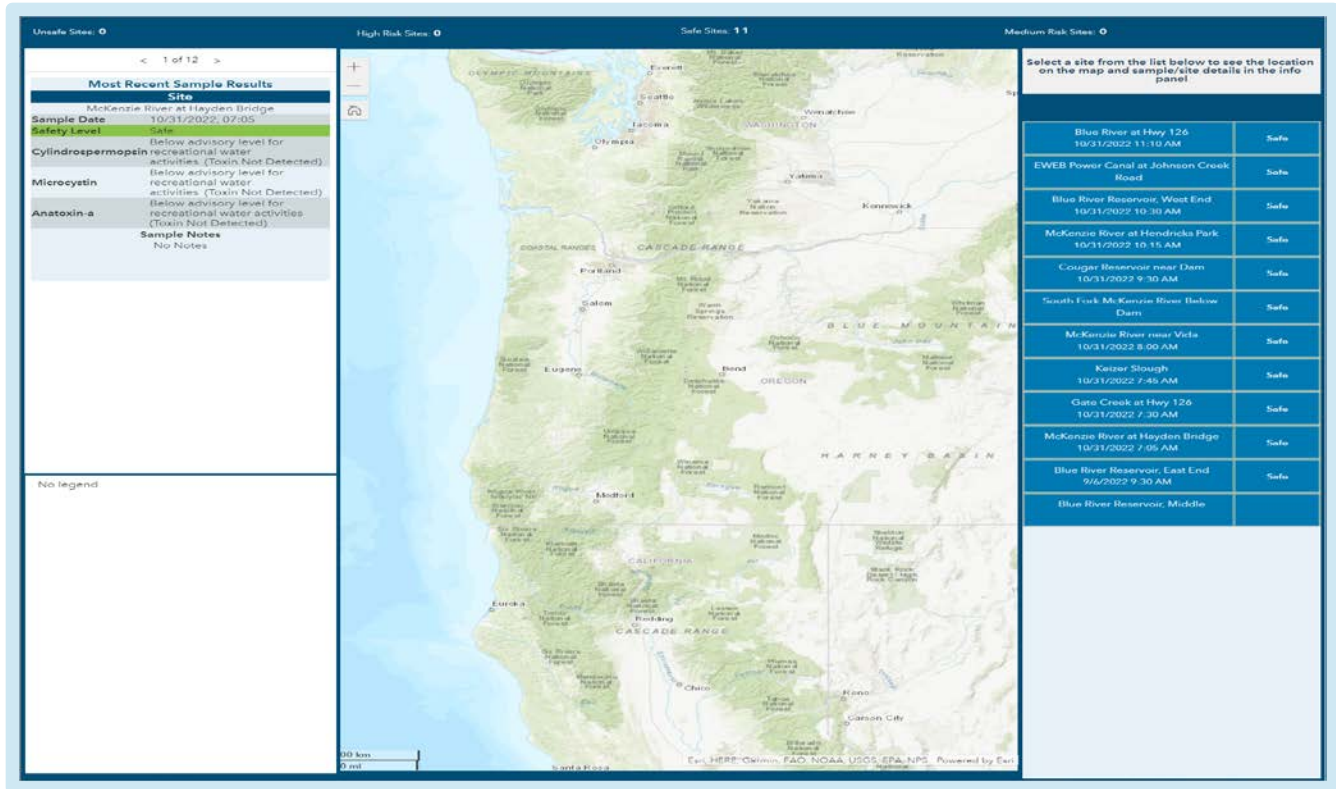 Unsafe Sites: 0
High Risk Sites: 0
Safe Sites: 11
Medium Risk Sites: 0
< 1 of 12 >
Most Recent Sample Results
Site
McKenzie River at Hayden Bridge
Sample Date 10/31/2022, 07:05
Safety Level Safe
Cylindrospermopsin Below advisory level for
recreational water
activities (Toxin Not Detected)
Microcystin Below advisory level for
recreational water
activities (Toxin Not Detected)
Anatoxin-a Below advisory level for
recreational water activities
(Toxin Not Detected)
Sample Notes
No Notes
No legend
+
OLYMPIC MOUNTAINS
Everett
Seattle
Tacoma
Wenatchee
WASHINGTON
Olympia
Yakima
Kennewick
COASTAL RANGES
CASCADE RANGE
Portland
Salem
Warm
Springs
Reservation
BLUE MOUNTAIN
Eugene
Bend
OREGON
HARNEY BASIN
Medford
CALIFORNIA
Eureka
Redding
CASCADE RANGE
Chico
Reno
Carson City
Santa Rosa
00 km
0 mi
Esri, HERE, Garmin, FAO, NOAA, USGS, EPA, NPS Powered by Esri
Select a site from the list below to see the location
on the map and sample/site details in the info
panel
Blue River at Hwy 126
10/31/2022 11:10 AM
Safe
EWEB Power Canal at Johnson Creek
Road
Safe
Blue River Reservoir, West End
10/31/2022 10:30 AM
Safe
McKenzie River at Hendricks Park
10/31/2022 10:15 AM
Safe
Cougar Reservoir near Dam
10/31/2022 9:30 AM
Safe
South Fork McKenzie River Below
Dam
Safe
McKenzie River near Vida
10/31/2022 8:00 AM
Safe
Keizer Slough
10/31/2022 7:45 AM
Safe
Gate Creek at Hwy 126
10/31/2022 7:30 AM
Safe
McKenzie River at Hayden Bridge
10/31/2022 7:05 AM
Safe
Blue River Reservoir, East End
9/6/2022 9:30 AM
Safe
Blue River Reservoir, Middle